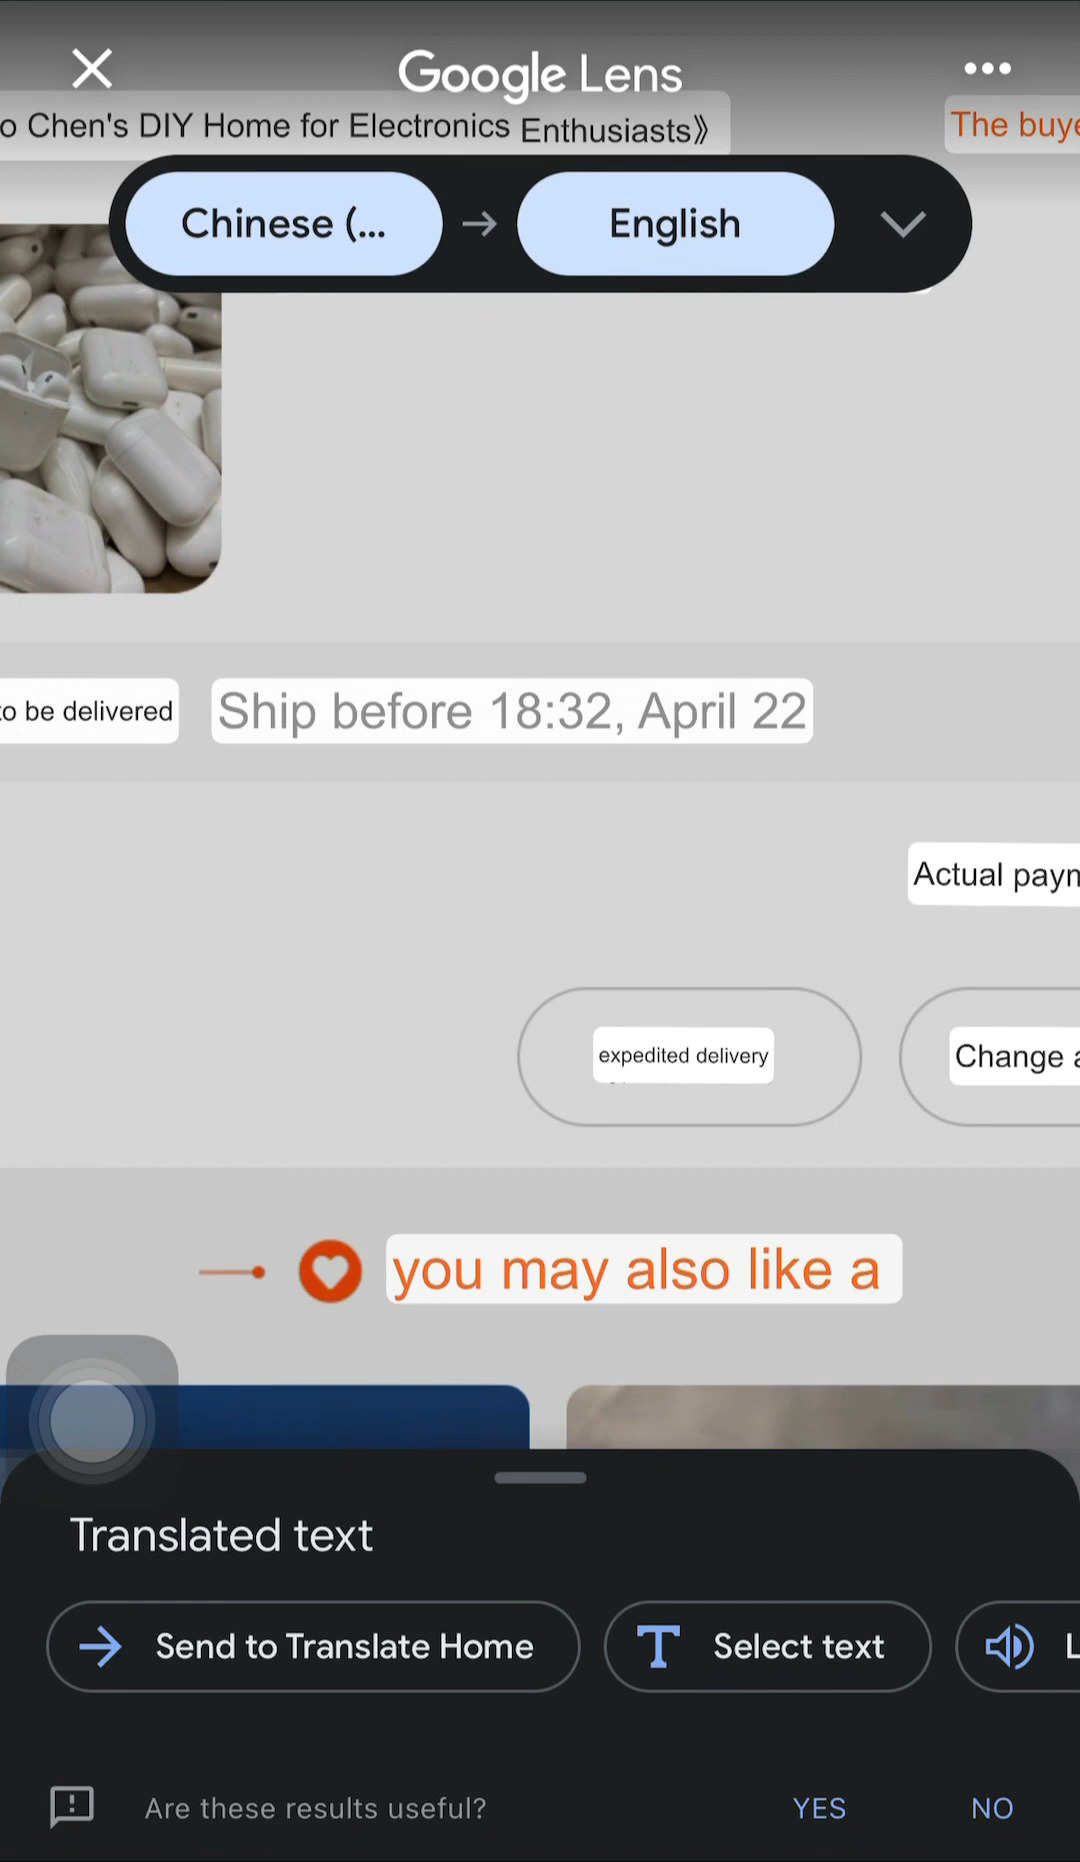 Google Lens
o Chen's DIY Home for Electronics Enthusiasts》
The buye
Chinese (...
English
to be delivered
Ship before 18:32, April 22
Actual paym
expedited delivery
Change a
you may also like a
Translated text
Send to Translate Home
Select text
L
Are these results useful?
YES
NO